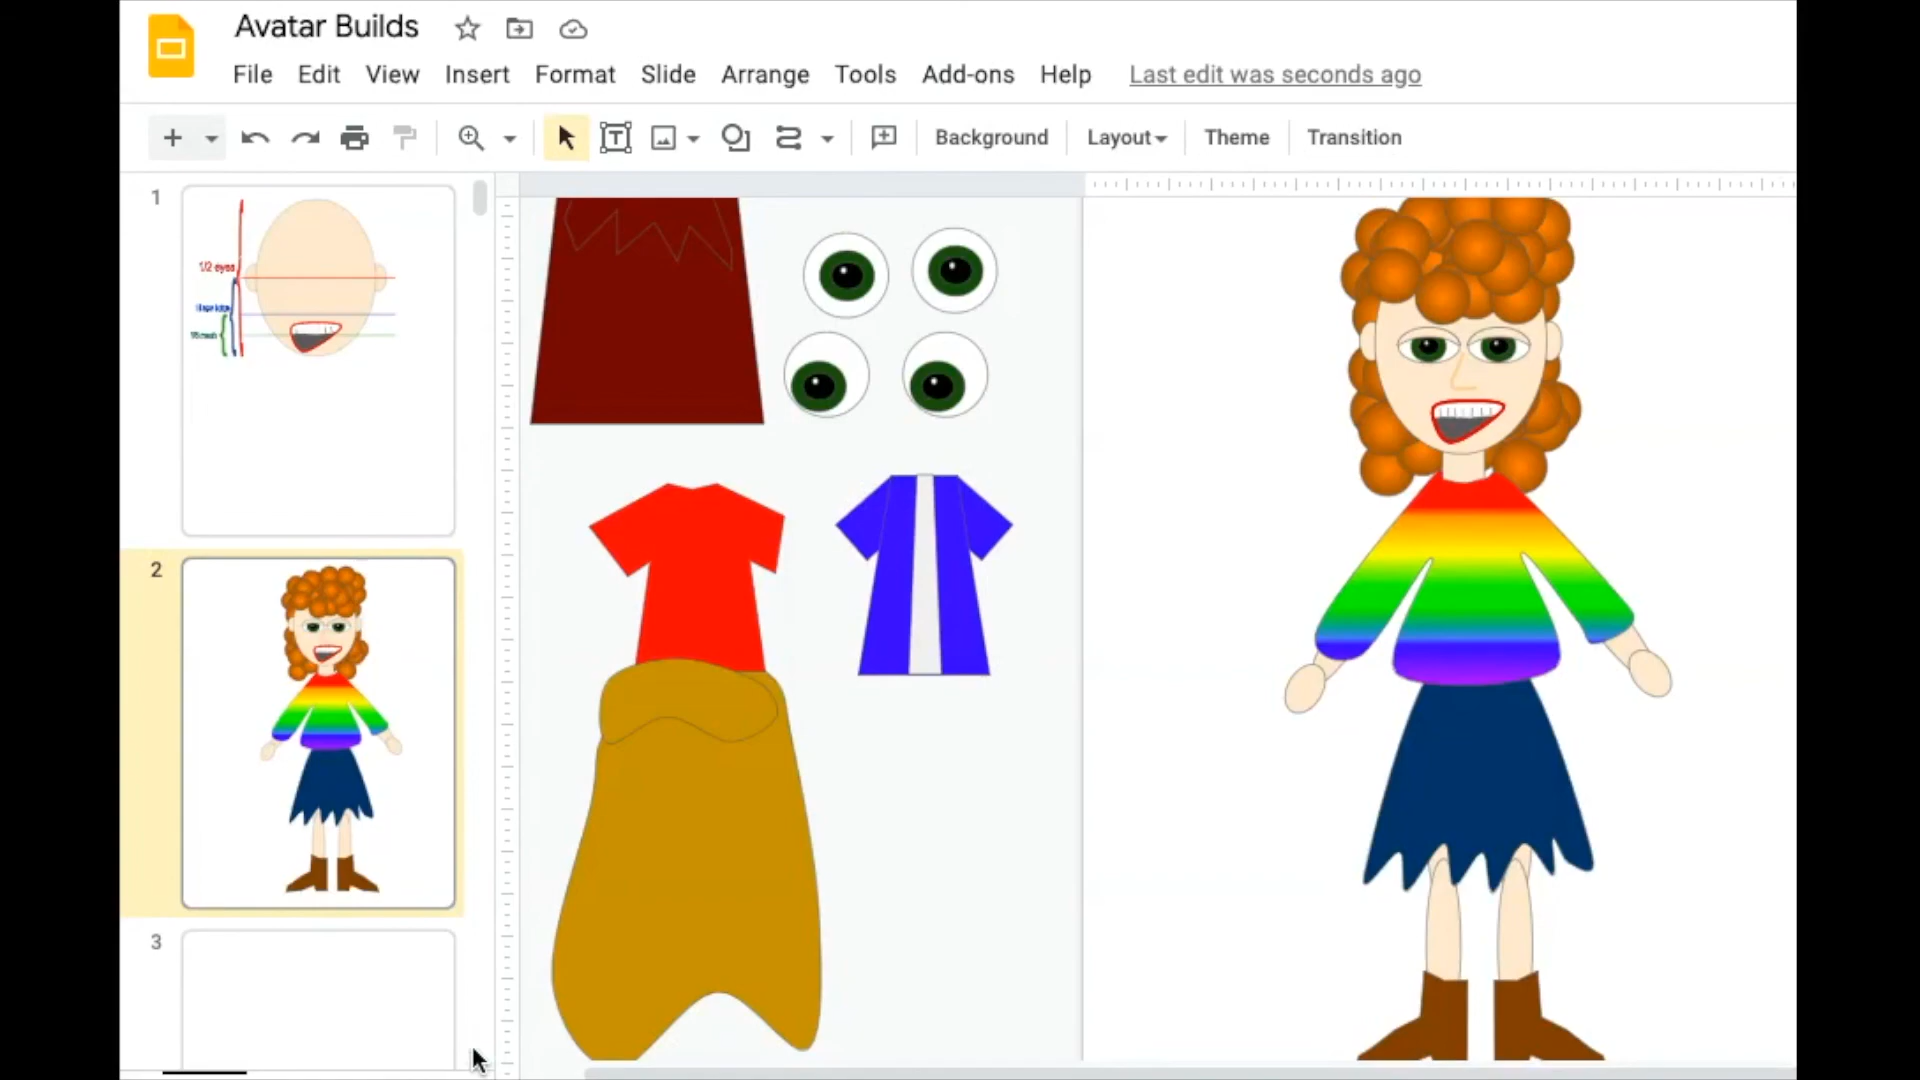 Avatar Builds
File Edit View Insert Format Slide Arrange Tools Add-ons Help Last edit was seconds ago
Background Layout Theme Transition
1
1/2 eyes
2
3